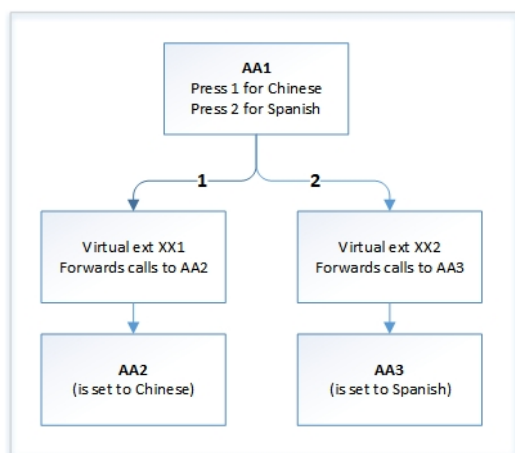 AA1
Press 1 for Chinese
Press 2 for Spanish
1
2
Virtual ext XX1
Forwards calls to AA2
Virtual ext XX2
Forwards calls to AA3
AA2
(is set to Chinese)
AA3
(is set to Spanish)